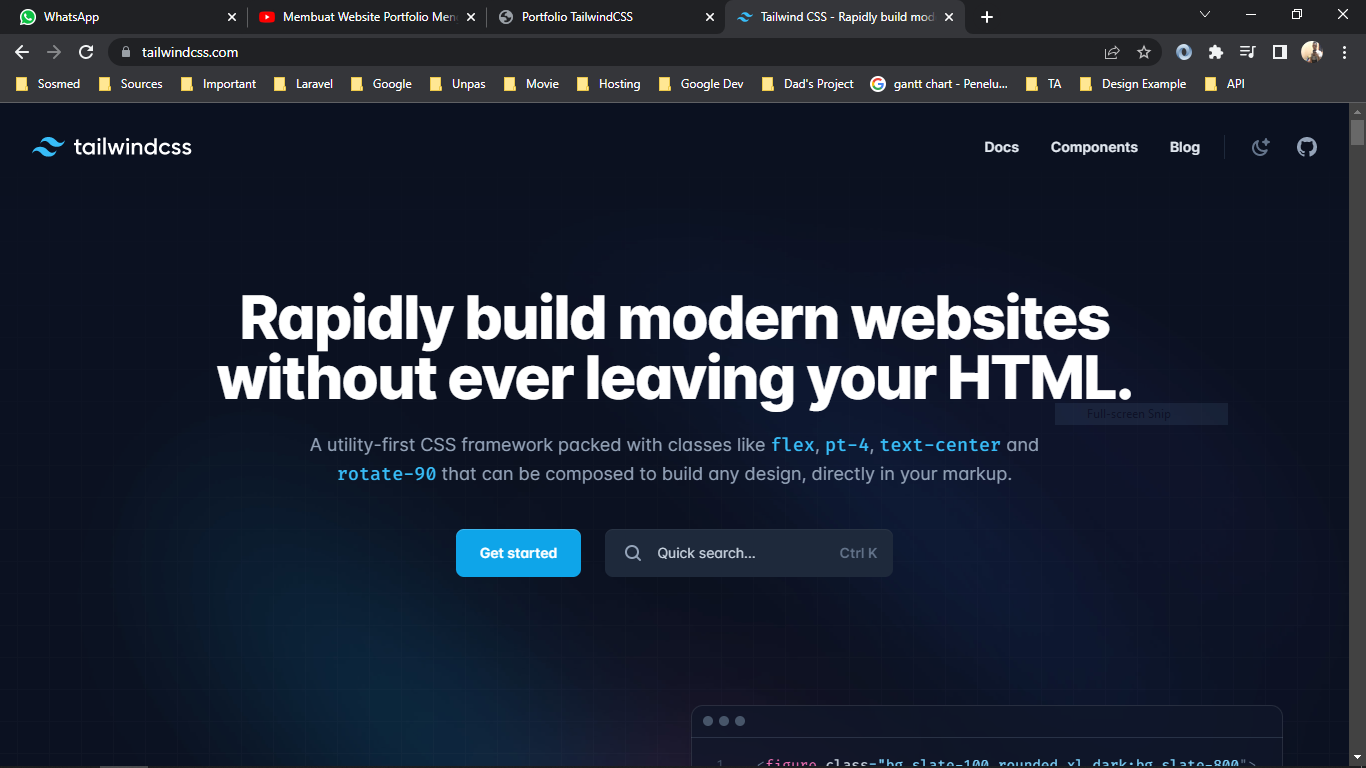 WhatsApp
Membuat Website Portfolio Men
Portfolio TailwindCSS
Tailwind CSS - Rapidly build mod
tailwindcss.com
Sosmed
Sources
Important
Laravel
Google
Unpas
Movie
Hosting
Google Dev
Dad's Project
gantt chart - Penelu...
TA
Design Example
API
tailwindcss
Docs
Components
Blog
Rapidly build modern websites
without ever leaving your HTML.
Full-screen Snip
A utility-first CSS framework packed with classes like flex, pt-4, text-center and
rotate-90 that can be composed to build any design, directly in your markup.
Get started
Quick search...
Ctrl K
1 <figure class="bg-slate-100 rounded-xl dark:bg-slate-800">